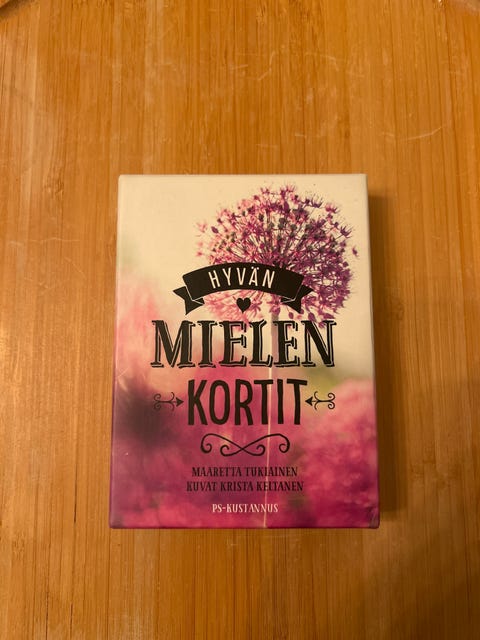 HYVÄN
MIELEN
KORTIT
MAARETTA TUKIAINEN
KUVAT KRISTA KELTANEN
PS-KUSTANNUS